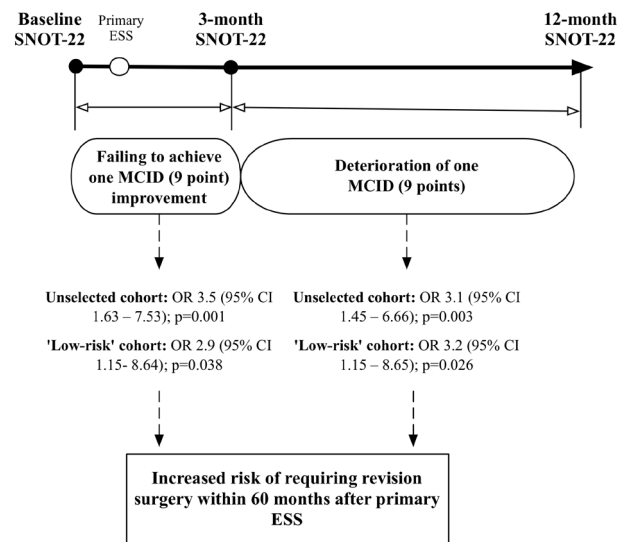 Baseline
SNOT-22
Primary
ESS
3-month
SNOT-22
12-month
SNOT-22
Failing to achieve
one MCID (9 point)
improvement
Deterioration of one
MCID (9 points)
Unselected cohort: OR 3.5 (95% CI
1.63 – 7.53); p=0.001
'Low-risk' cohort: OR 2.9 (95% CI
1.15- 8.64); p=0.038
Unselected cohort: OR 3.1 (95% CI
1.45 – 6.66); p=0.003
'Low-risk' cohort: OR 3.2 (95% CI
1.15 – 8.65); p=0.026
Increased risk of requiring revision
surgery within 60 months after primary
ESS